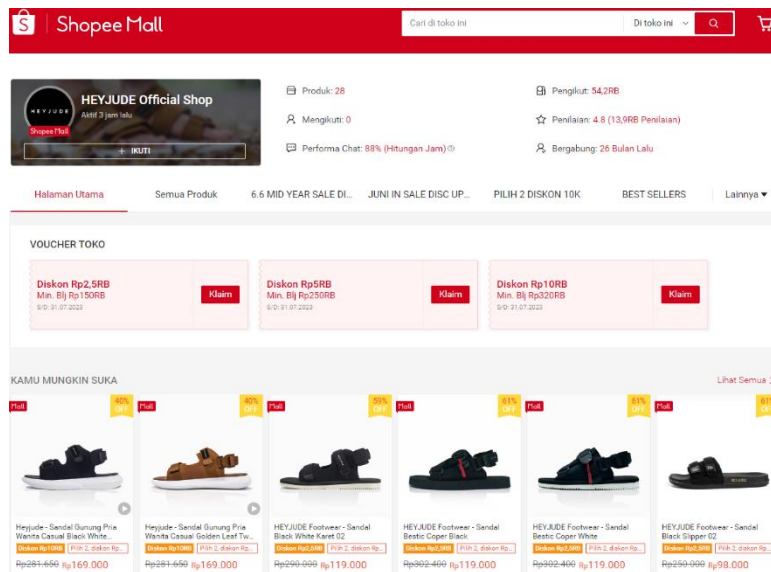 Shopee Mall
Cari di toko ini
Di toko ini
HEYJUDE
Shopee Mall
HEYJUDE Official Shop
Aktif 3 jam lalu
+ IKUTI
Produk: 28
Mengikuti: 0
Performa Chat: 88% (Hitungan Jam)
Pengikut: 54,2RB
Penilaian: 4.8 (13,9RB Penilaian)
Bergabung: 26 Bulan Lalu
Halaman Utama
Semua Produk
6.6 MID YEAR SALE DI...
JUNI IN SALE DISC UP...
PILIH 2 DISKON 10K
BEST SELLERS
Lainnya
VOUCHER TOKO
Diskon Rp2,5RB
Min. Blj Rp150RB
S/D: 31.07.2023
Klaim
Diskon Rp5RB
Min. Blj Rp250RB
S/D: 31.07.2023
Klaim
Diskon Rp10RB
Min. Blj Rp320RB
S/D: 31.07.2023
Klaim
KAMU MUNGKIN SUKA
Lihat Semua
Mall
40%
OFF
Heyjude - Sandal Gunung Pria
Wanita Casual Black White...
Diskon Rp10RB
Pilih 2, diskon Rp...
Rp281.650 Rp169.000
Mall
40%
OFF
Heyjude - Sandal Gunung Pria
Wanita Casual Golden Leaf Tw...
Diskon Rp10RB
Pilih 2, diskon Rp...
Rp281.650 Rp169.000
Mall
59%
OFF
HEYJUDE Footwear - Sandal
Black White Karet 02
Diskon Rp2,5RB
Pilih 2, diskon Rp...
Rp290.000 Rp119.000
Mall
61%
OFF
HEYJUDE Footwear - Sandal
Bestic Coper Black
Diskon Rp2,5RB
Pilih 2, diskon Rp...
Rp302.400 Rp119.000
Mall
61%
OFF
HEYJUDE Footwear - Sandal
Bestic Coper White
Diskon Rp2,5RB
Pilih 2, diskon Rp...
Rp302.400 Rp119.000
Mall
61%
HEYJUDE Footwear - Sandal
Black Slipper 02
Diskon Rp2,5RB
Pilih 2, diskon Rp...
Rp250.000 Rp98.000